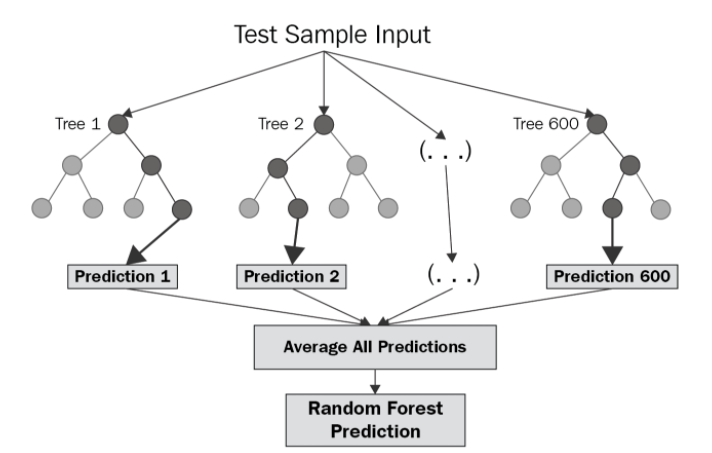 Test Sample Input
Tree 1
Tree 2
(. . .)
Tree 600
Prediction 1
Prediction 2
(. . .)
Prediction 600
Average All Predictions
Random Forest
Prediction